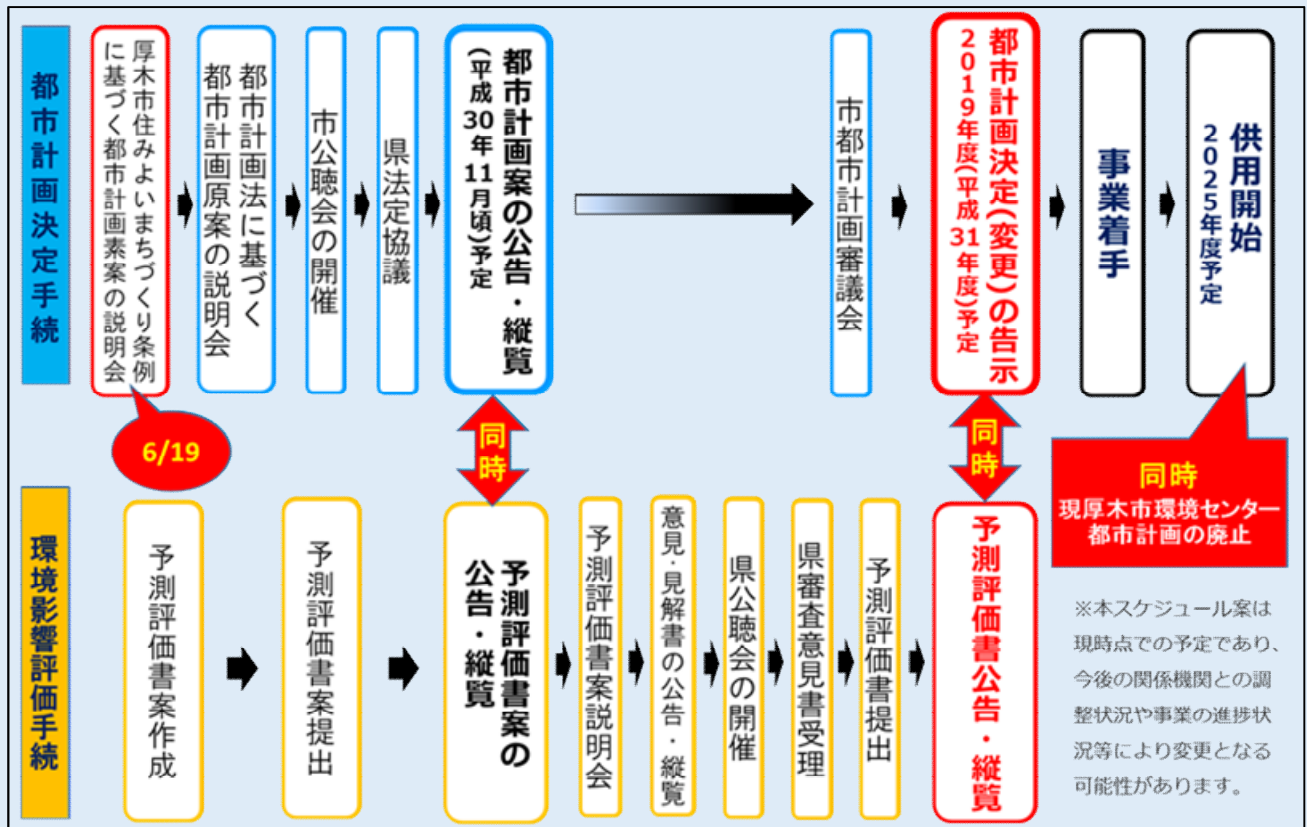 都市計画決定手続
厚木市住みよいまちづくり条例
に基づく都市計画素案の説明会
都市計画法に基づく
都市計画原案の説明会
市公聴会の開催
県法定協議
都市計画案の公告・縦覧
(平成30年11月頃)予定
市都市計画審議会
都市計画決定(変更)の告示
2019年度(平成31年度)予定
事業着手
供用開始
2025年度予定
6/19
同時
同時
同時
現厚木市環境センター
都市計画の廃止
環境影響評価手続
予測評価書案作成
予測評価書案提出
予測評価書案の
公告・縦覧
予測評価書案説明会
意見・見解書の公告・縦覧
県公聴会の開催
県審査意見書受理
予測評価書提出
予測評価書公告・縦覧
※本スケジュール案は
現時点での予定であり、
今後の関係機関との調
整状況や事業の進捗状
況等により変更となる
可能性があります。